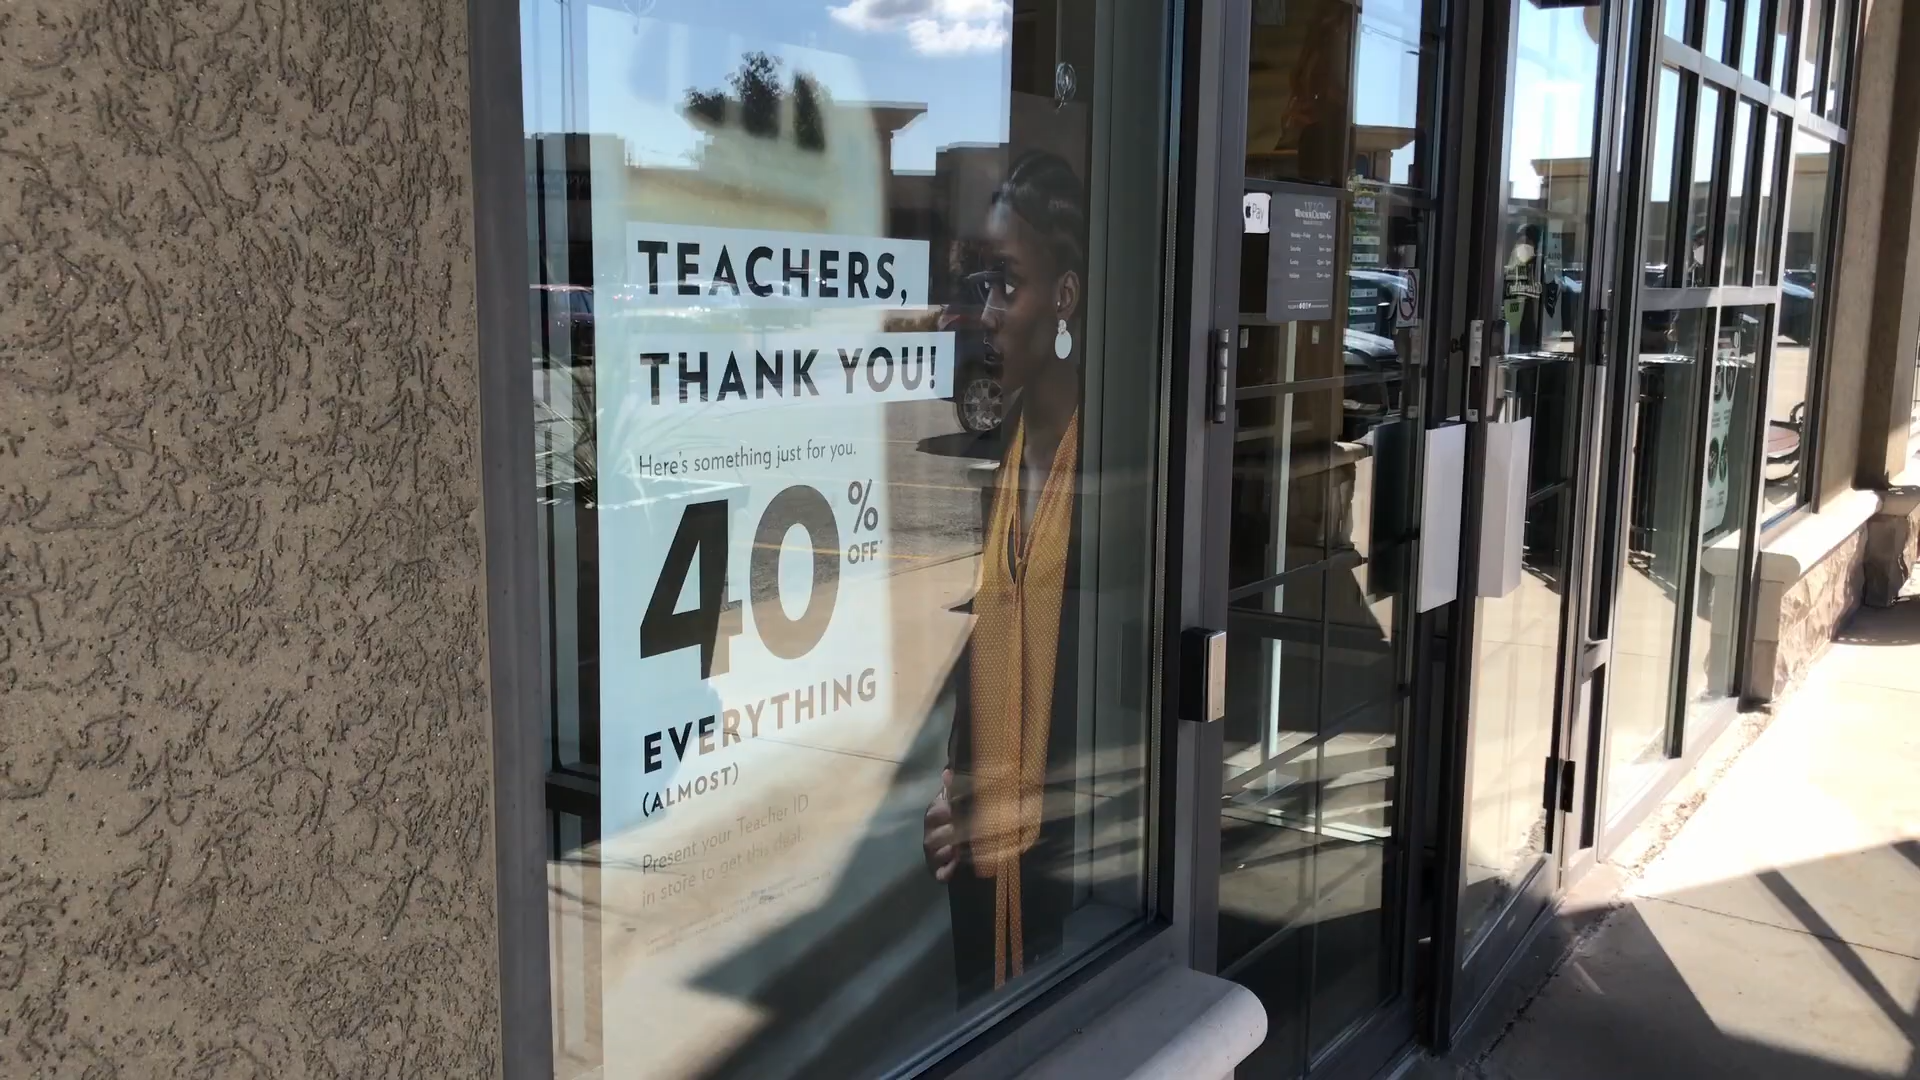 TEACHERS,
THANK YOU!
Here's something just for you.
40%
OFF*
EVERYTHING
(ALMOST)
Present your Teacher ID
in store to get this deal.
Pay